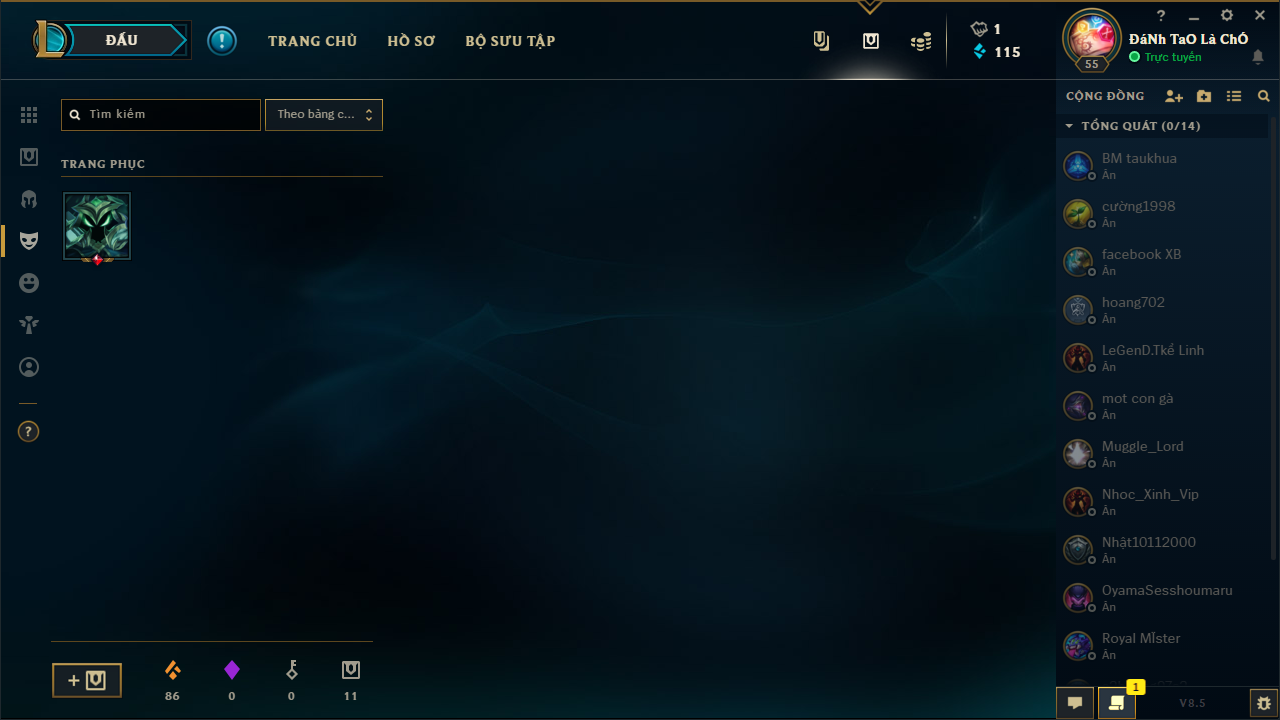 ĐẤU
TRANG CHỦ
HỒ SƠ
BỘ SƯU TẬP
1
115
55
ĐáNh TaO Là ChÓ
Trực tuyến
Tìm kiếm
Theo bảng c...
TRANG PHỤC
86
0
0
11
CỘNG ĐỒNG
TỔNG QUÁT (0/14)
BM taukhua
Ẩn
cường1998
Ẩn
facebook XB
Ẩn
hoang702
Ẩn
LeGenD.Tkề Linh
Ẩn
mot con gà
Ẩn
Muggle_Lord
Ẩn
Nhoc_Xinh_Vip
Ẩn
Nhật10112000
Ẩn
OyamaSesshoumaru
Ẩn
Royal MĪster
Ẩn
1
V8.5